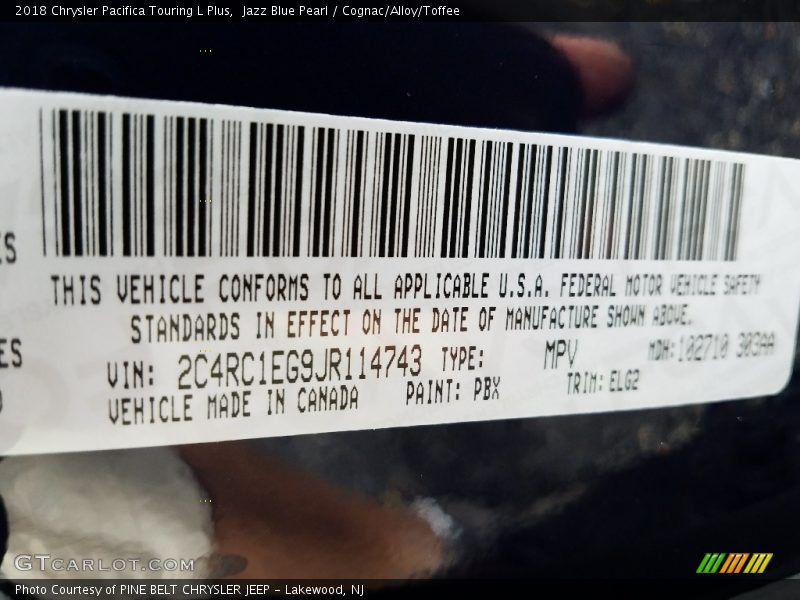 2018 Chrysler Pacifica Touring L Plus,  Jazz Blue Pearl / Cognac/Alloy/Toffee
ES
THIS VEHICLE CONFORMS TO ALL APPLICABLE U.S.A. FEDERAL MOTOR VEHICLE SAFETY
STANDARDS IN EFFECT ON THE DATE OF MANUFACTURE SHOWN ABOVE.
ES
VIN: 2C4RC1EG9JR114743 TYPE: MPV MDH:102710 303AA
VEHICLE MADE IN CANADA PAINT: PBX TRIM: ELG2
GTCARLOT.COM
Photo Courtesy of PINE BELT CHRYSLER JEEP - Lakewood, NJ